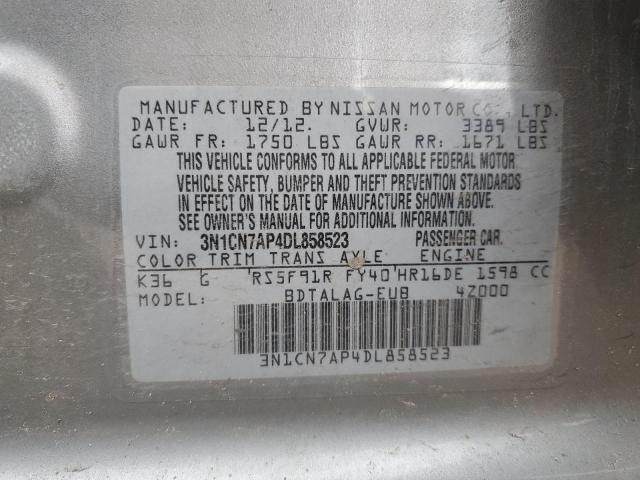 MANUFACTURED BY NISSAN MOTOR CO., LTD.
DATE: 12/12. GVWR: 3389 LBS
GAWR FR: 1750 LBS GAWR RR: 1671 LBS
THIS VEHICLE CONFORMS TO ALL APPLICABLE FEDERAL MOTOR
VEHICLE SAFETY, BUMPER AND THEFT PREVENTION STANDARDS
IN EFFECT ON THE DATE OF MANUFACTURE SHOWN ABOVE.
SEE OWNER'S MANUAL FOR ADDITIONAL INFORMATION.
VIN: 3N1CN7AP4DL858523 PASSENGER CAR.
COLOR TRIM TRANS AXLE ENGINE
K36 G RS5F91R FY40 HR16DE 1598 CC
MODEL: BDTALAG-EUB 4Z000
3N1CN7AP4DL858523